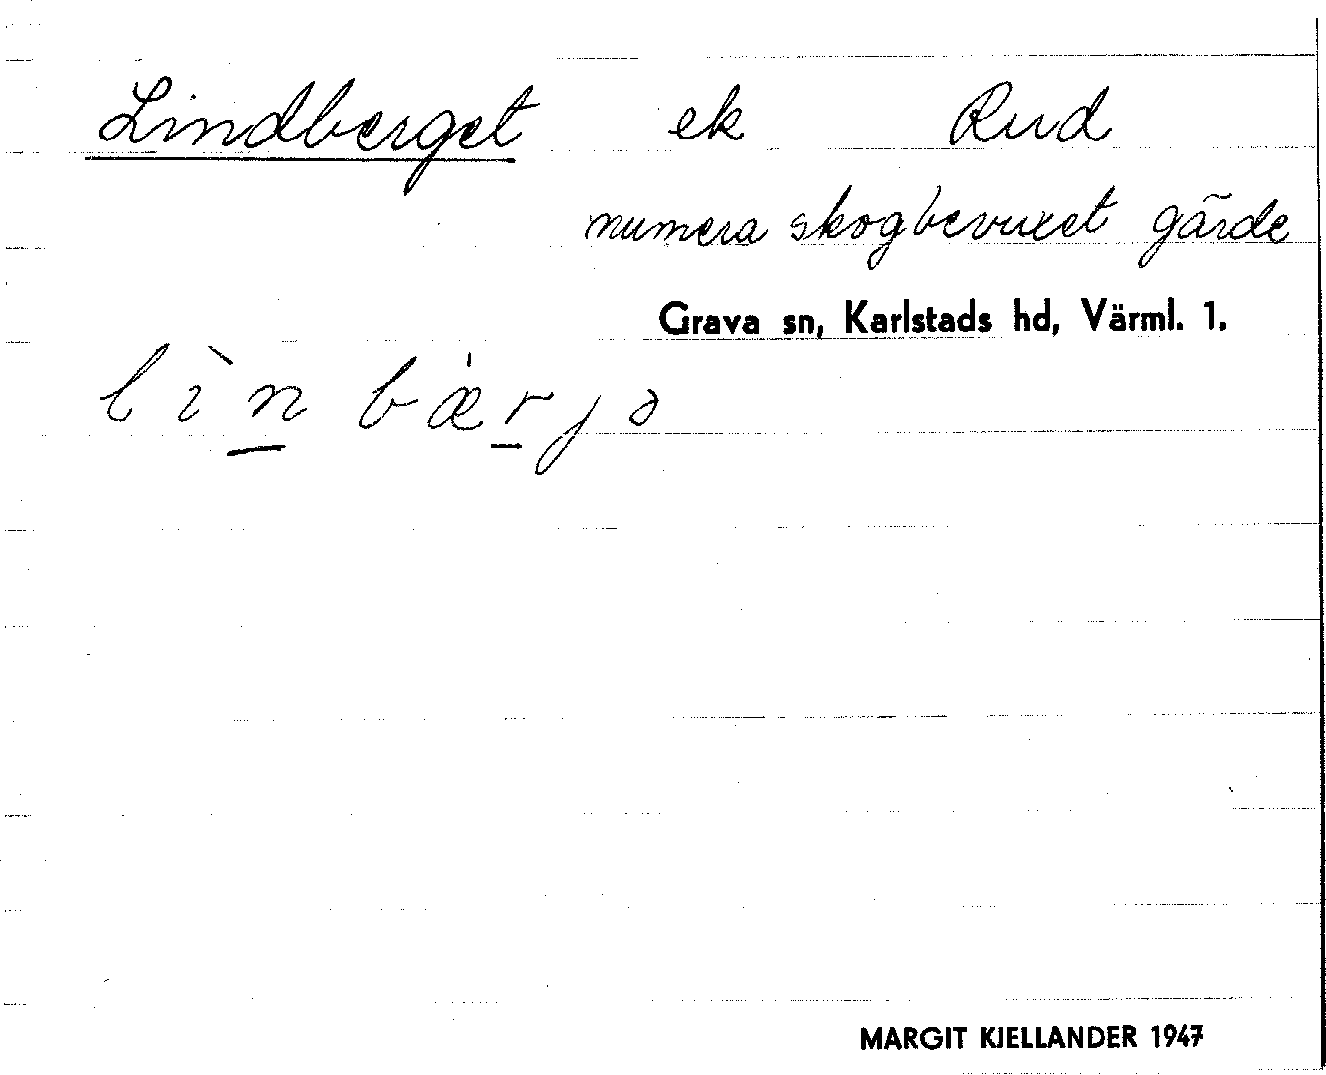 Lindberget ek Rud
numera skogbevuxet gärde
Grava sn, Karlstads hd, Värml. 1.
lìn bæ̍rjə
MARGIT KJELLANDER 1947